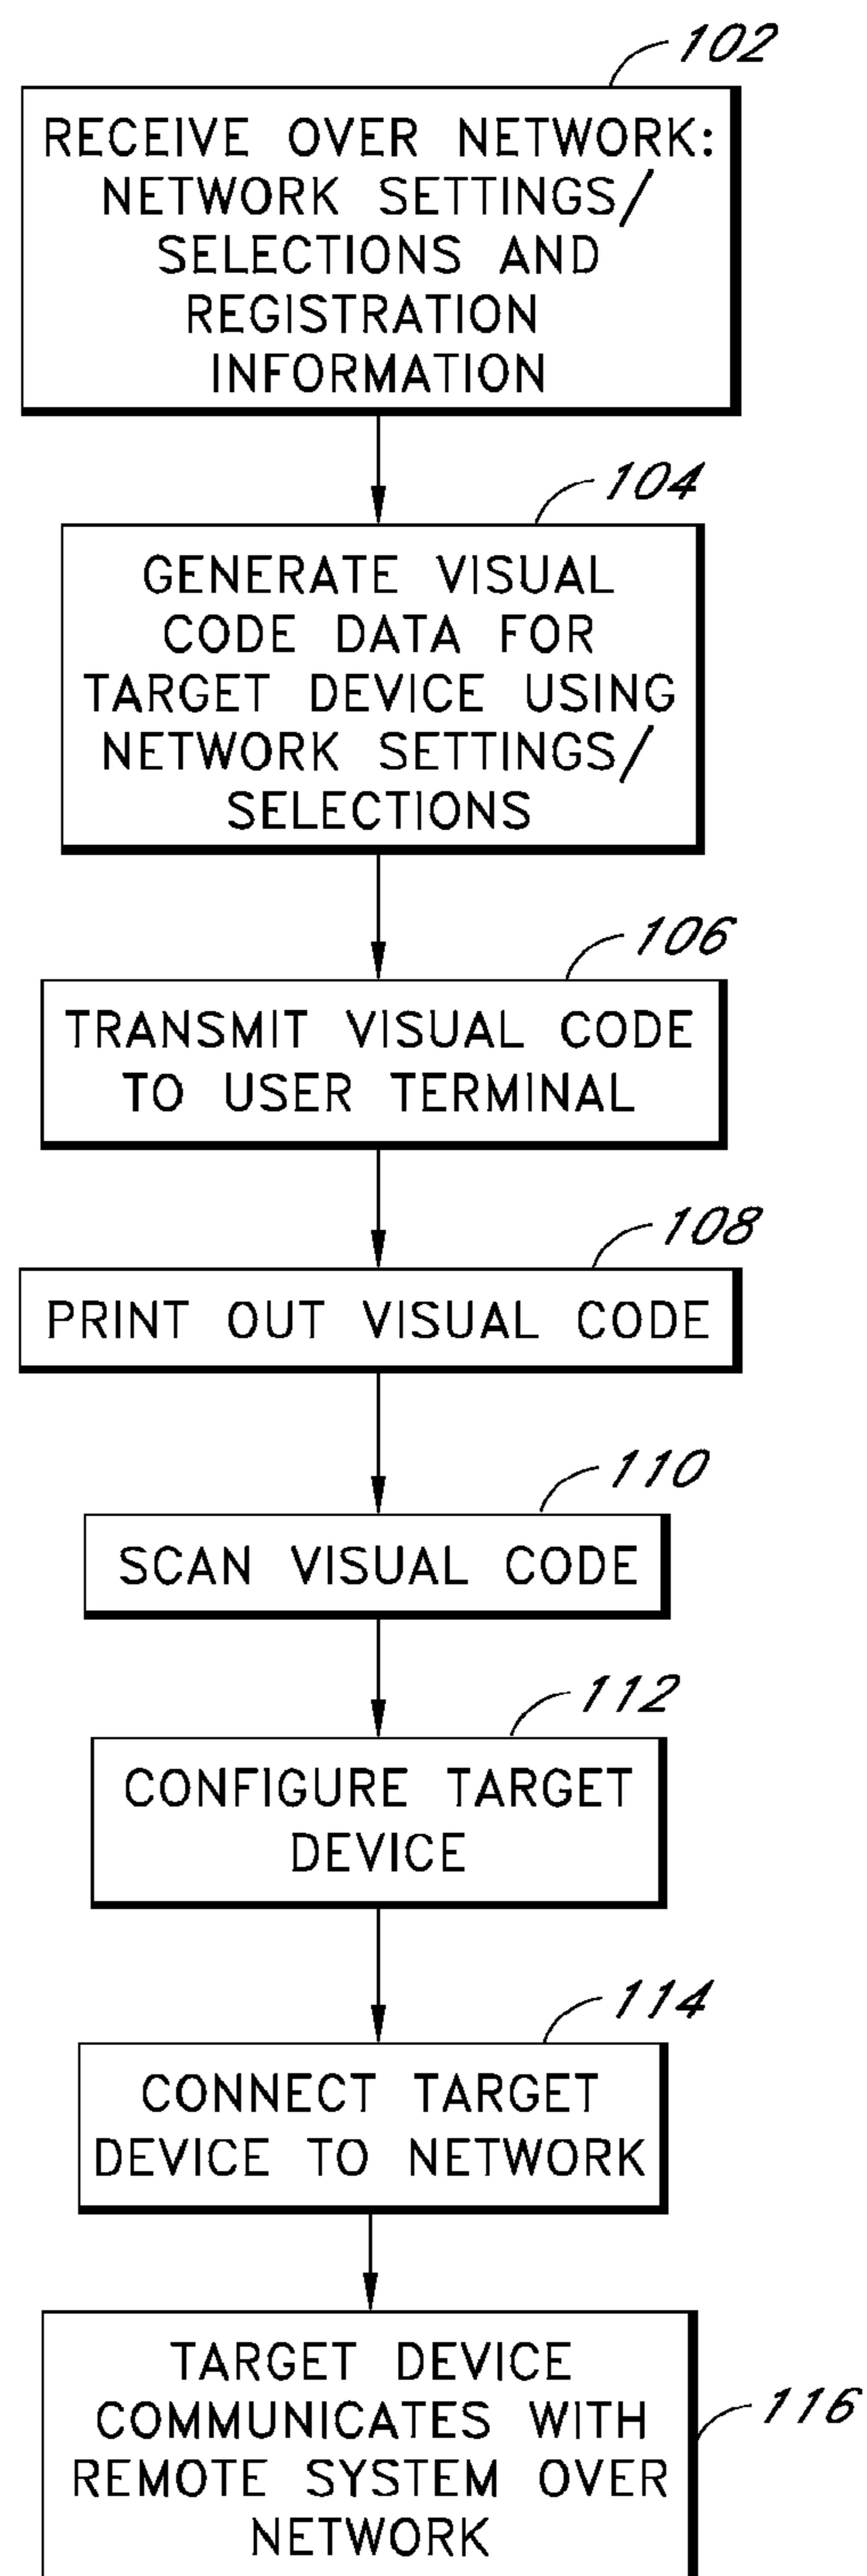 102
RECEIVE OVER NETWORK:
NETWORK SETTINGS/
SELECTIONS AND
REGISTRATION
INFORMATION
104
GENERATE VISUAL
CODE DATA FOR
TARGET DEVICE USING
NETWORK SETTINGS/
SELECTIONS
106
TRANSMIT VISUAL CODE
TO USER TERMINAL
108
PRINT OUT VISUAL CODE
110
SCAN VISUAL CODE
112
CONFIGURE TARGET
DEVICE
114
CONNECT TARGET
DEVICE TO NETWORK
116
TARGET DEVICE
COMMUNICATES WITH
REMOTE SYSTEM OVER
NETWORK